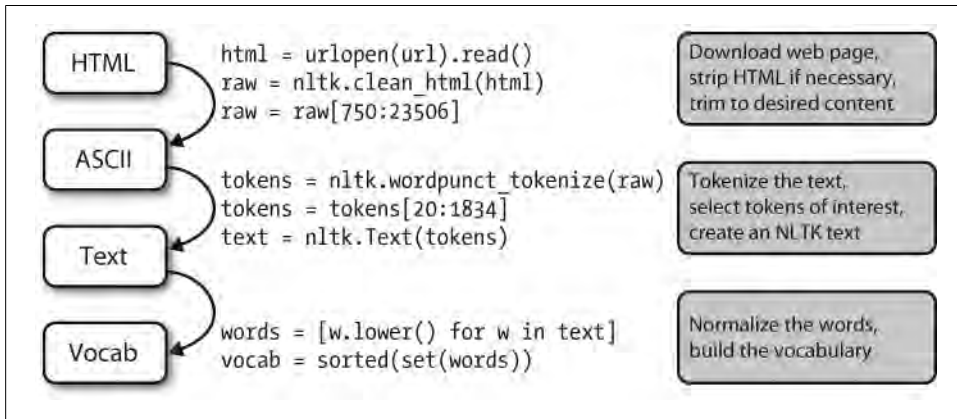 HTML
html = urlopen(url).read()
raw = nltk.clean_html(html)
raw = raw[750:23506]
Download web page,
strip HTML if necessary,
trim to desired content
ASCII
tokens = nltk.wordpunct_tokenize(raw)
tokens = tokens[20:1834]
text = nltk.Text(tokens)
Tokenize the text,
select tokens of interest,
create an NLTK text
Text
words = [w.lower() for w in text]
vocab = sorted(set(words))
Normalize the words,
build the vocabulary
Vocab